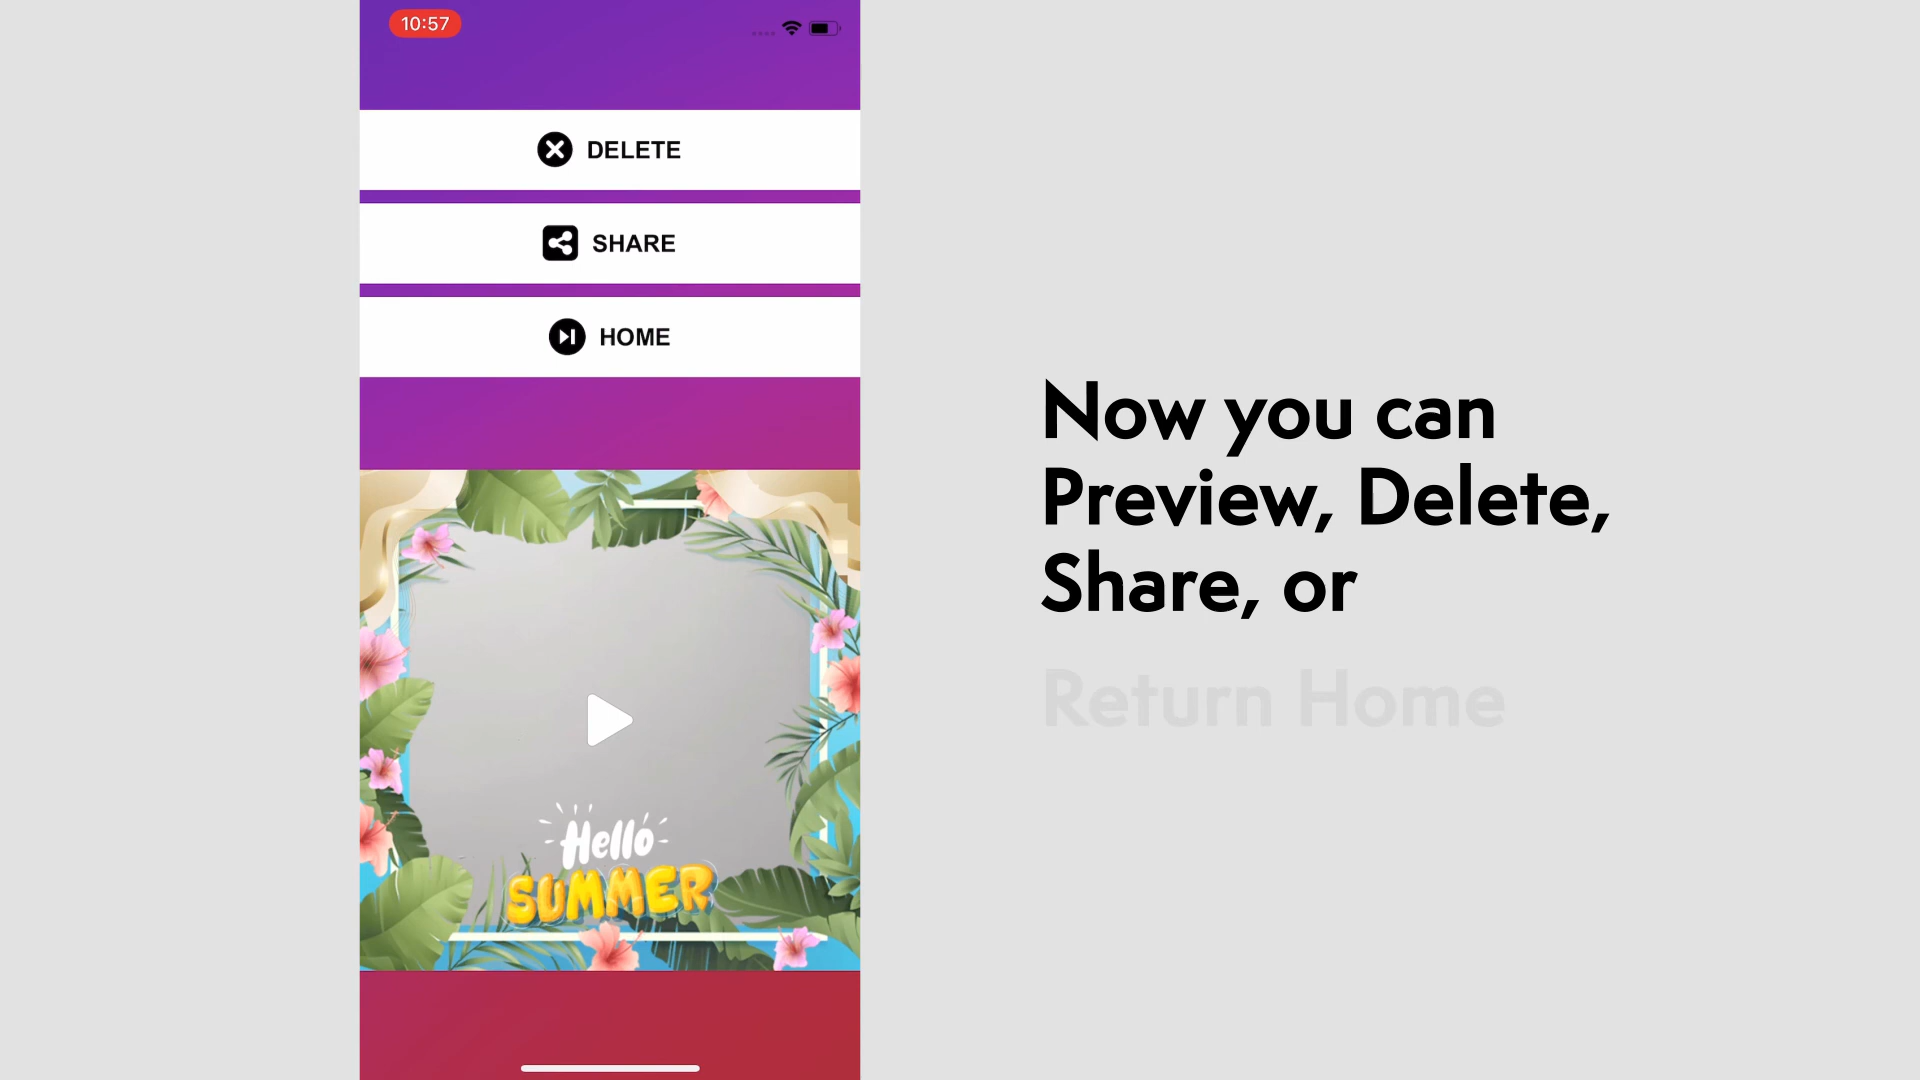 10:57
DELETE
SHARE
HOME
Hello
SUMMER
Now you can
Preview, Delete,
Share, or
Return Home